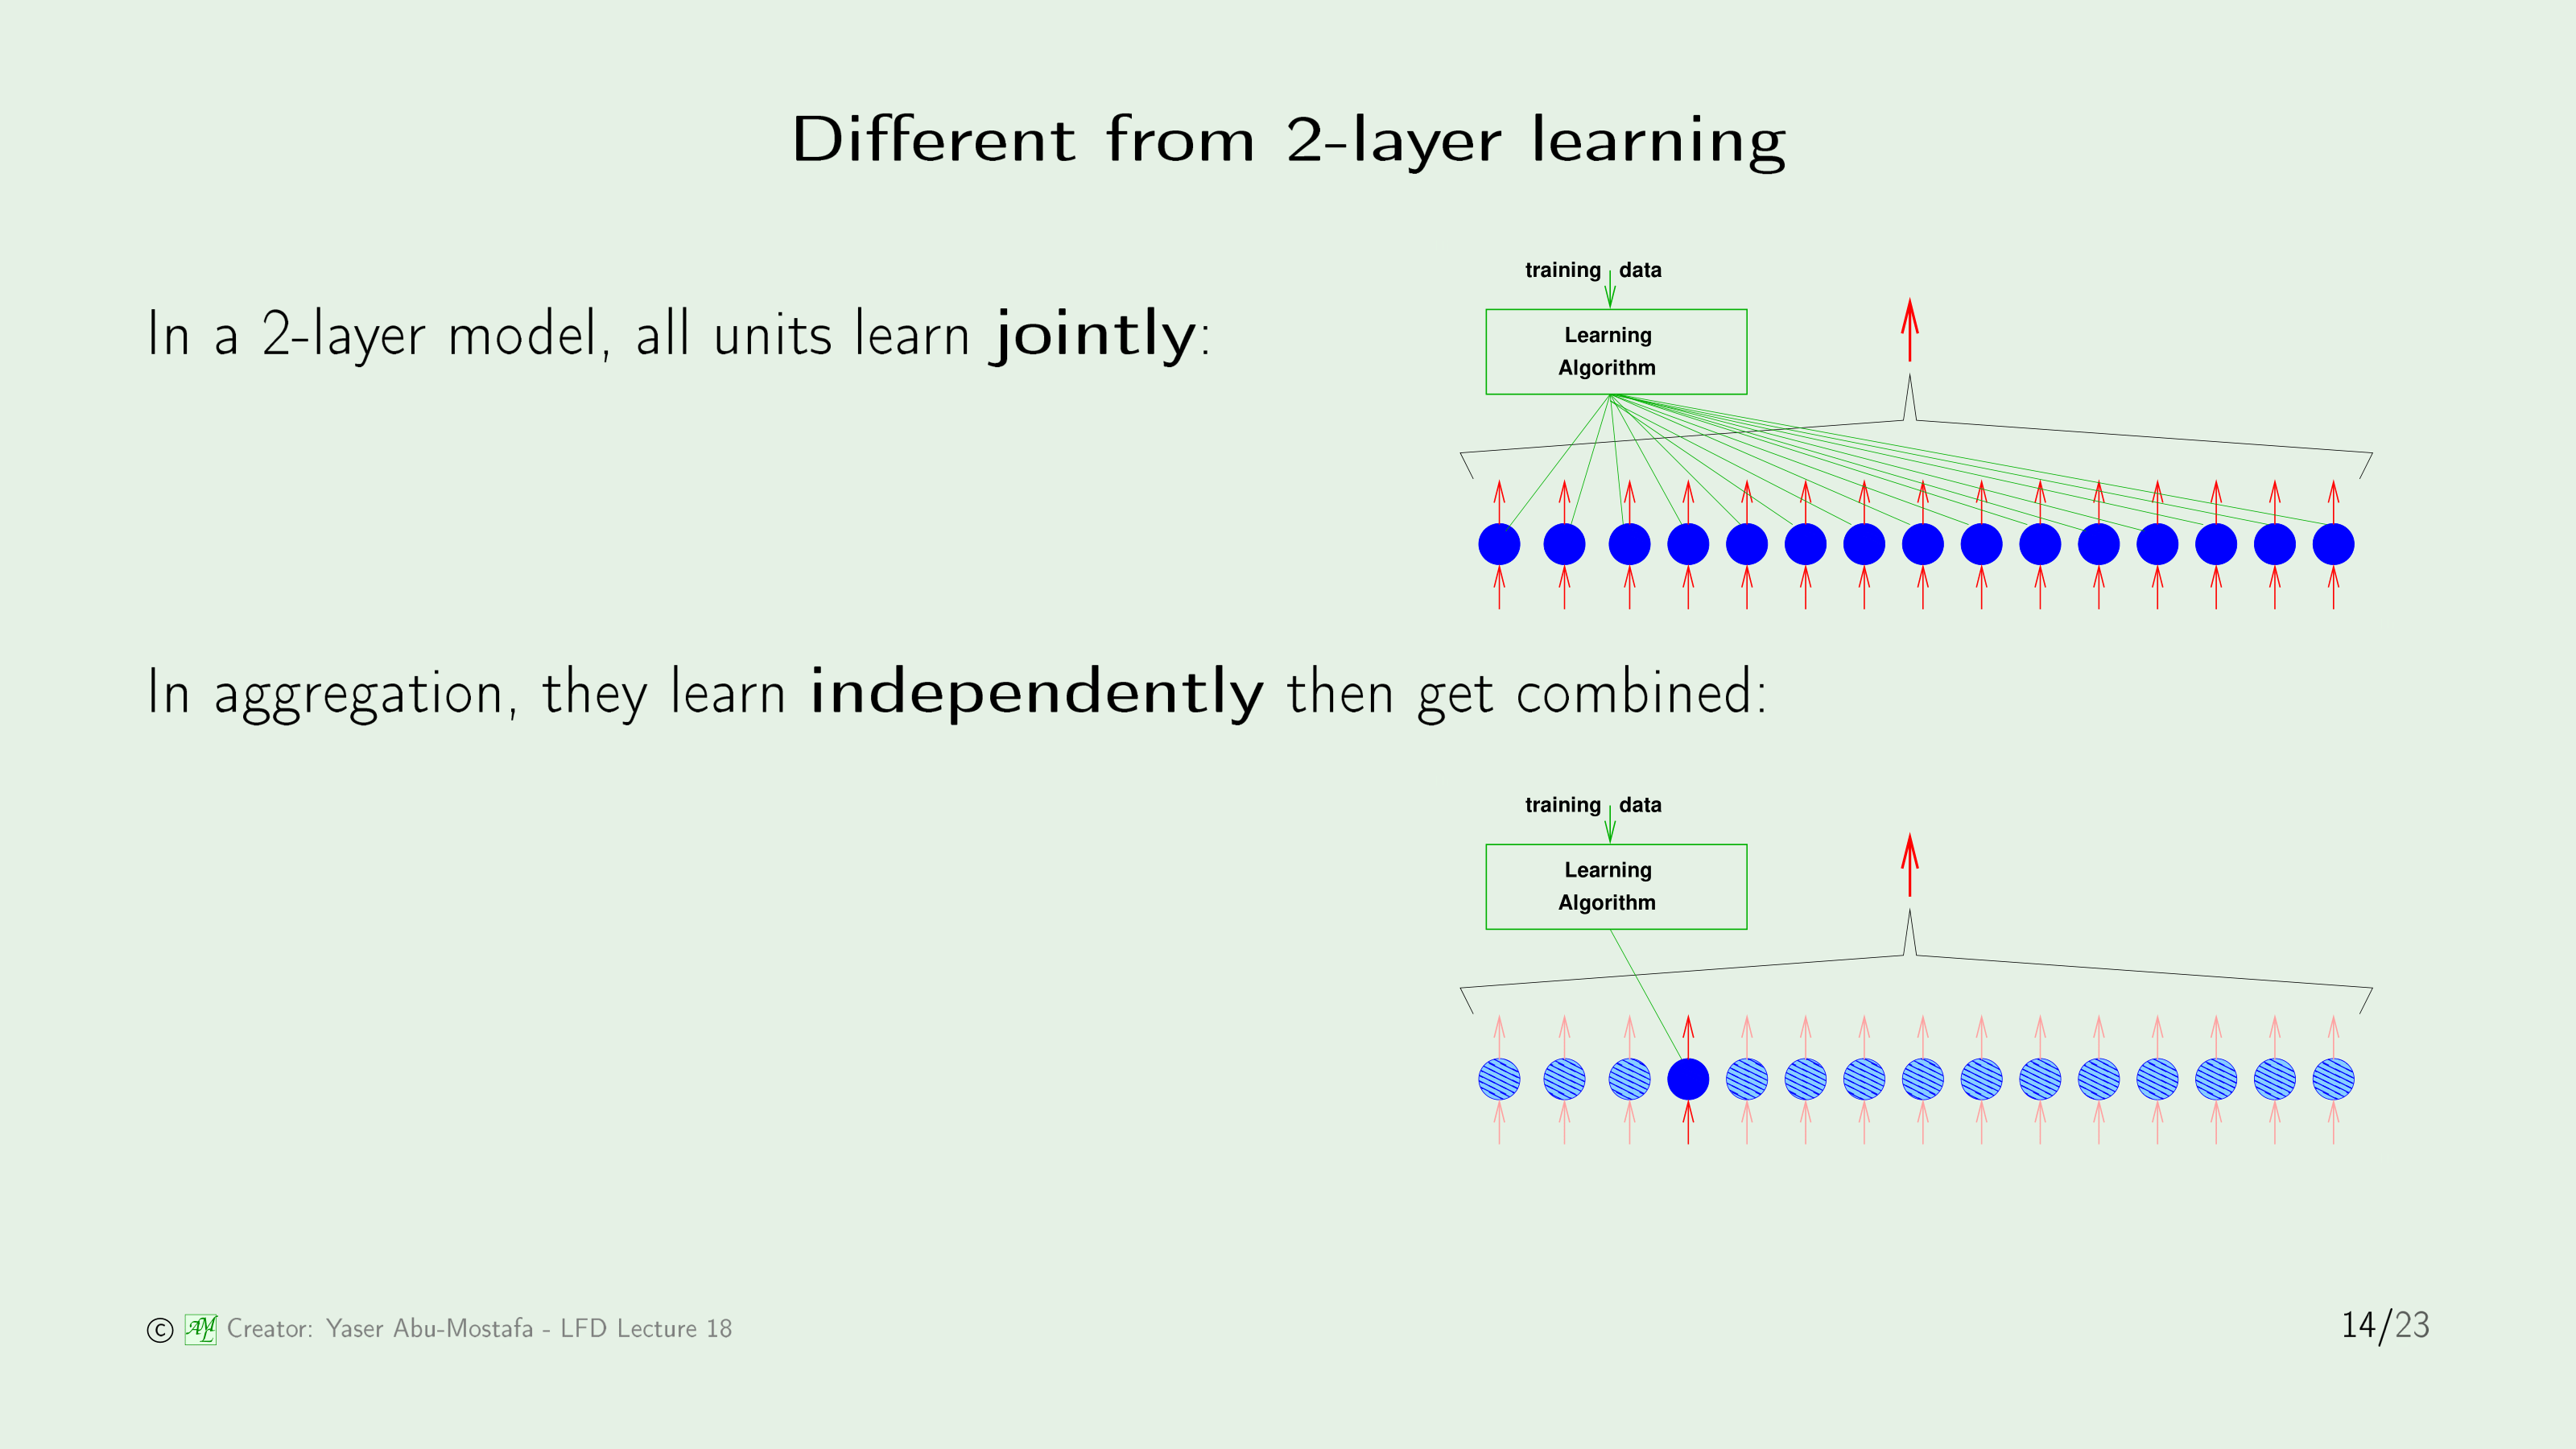 Different from 2-layer learning
In a 2-layer model, all units learn jointly:
training data
Learning
Algorithm
In aggregation, they learn independently then get combined:
training data
Learning
Algorithm
© AML Creator: Yaser Abu-Mostafa - LFD Lecture 18
14/23